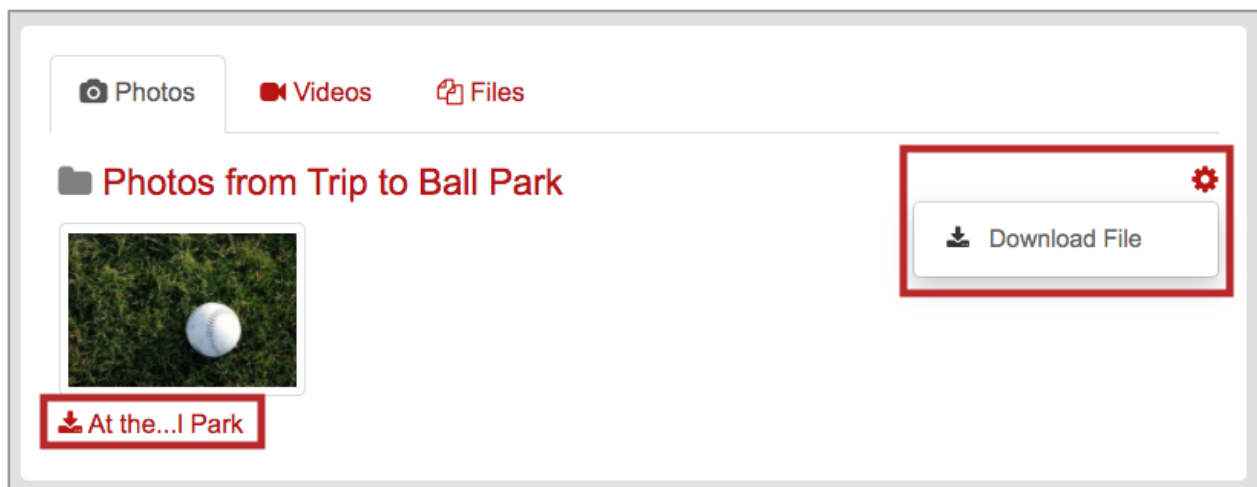 Photos Videos Files
Photos from Trip to Ball Park
Download File
At the...l Park